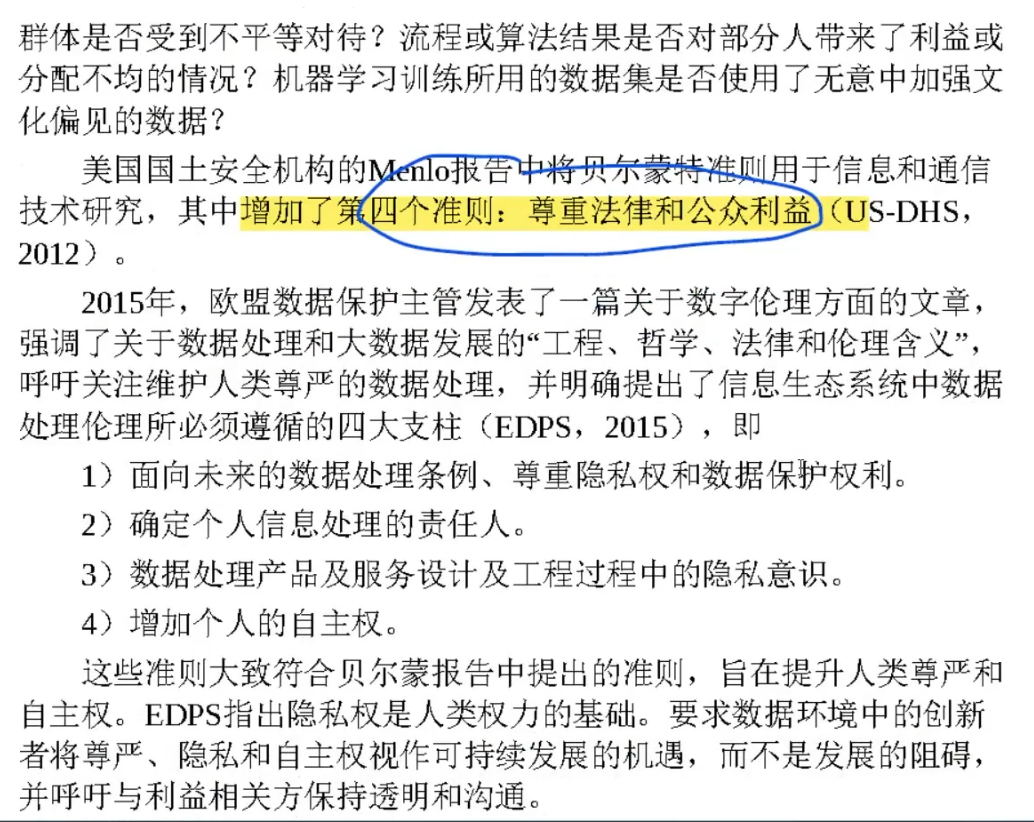 群体是否受到不平等对待？流程或算法结果是否对部分人带来了利益或
分配不均的情况？机器学习训练所用的数据集是否使用了无意中加强文
化偏见的数据？
美国国土安全机构的Menlo报告中将贝尔蒙特准则用于信息和通信
技术研究，其中增加了第四个准则：尊重法律和公众利益（US-DHS，
2012）。
2015年，欧盟数据保护主管发表了一篇关于数字伦理方面的文章，
强调了关于数据处理和大数据发展的“工程、哲学、法律和伦理含义”，
呼吁关注维护人类尊严的数据处理，并明确提出了信息生态系统中数据
处理伦理所必须遵循的四大支柱（EDPS，2015），即
1）面向未来的数据处理条例、尊重隐私权和数据保护权利。
2）确定个人信息处理的责任人。
3）数据处理产品及服务设计及工程过程中的隐私意识。
4）增加个人的自主权。
这些准则大致符合贝尔蒙报告中提出的准则，旨在提升人类尊严和
自主权。EDPS指出隐私权是人类权力的基础。要求数据环境中的创新
者将尊严、隐私和自主权视作可持续发展的机遇，而不是发展的阻碍，
并呼吁与利益相关方保持透明和沟通。